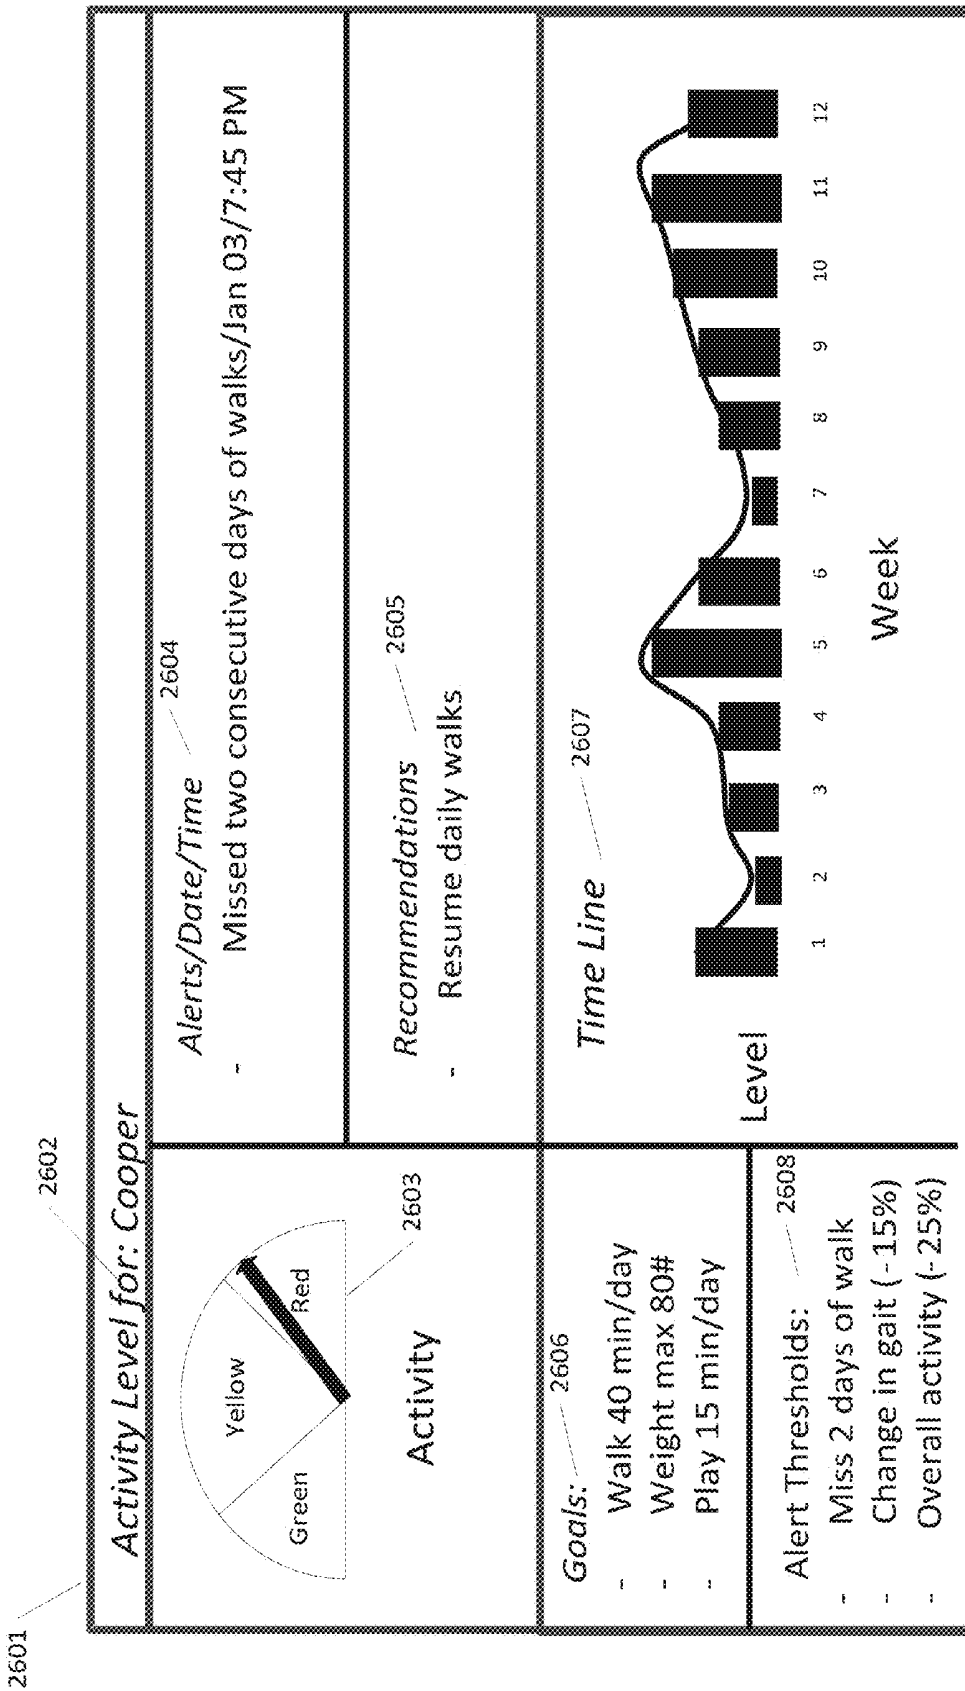 2601
2602
Activity Level for: Cooper
Green
Yellow
Red
2603
Activity
Alerts/Date/Time
2604
- Missed two consecutive days of walks/Jan 03/7:45 PM
Recommendations
2605
- Resume daily walks
Goals:
2606
- Walk 40 min/day
- Weight max 80#
- Play 15 min/day
Alert Thresholds:
2608
- Miss 2 days of walk
- Change in gait (-15%)
- Overall activity (-25%)
Time Line
2607
Level
1 2 3 4 5 6 7 8 9 10 11 12
Week